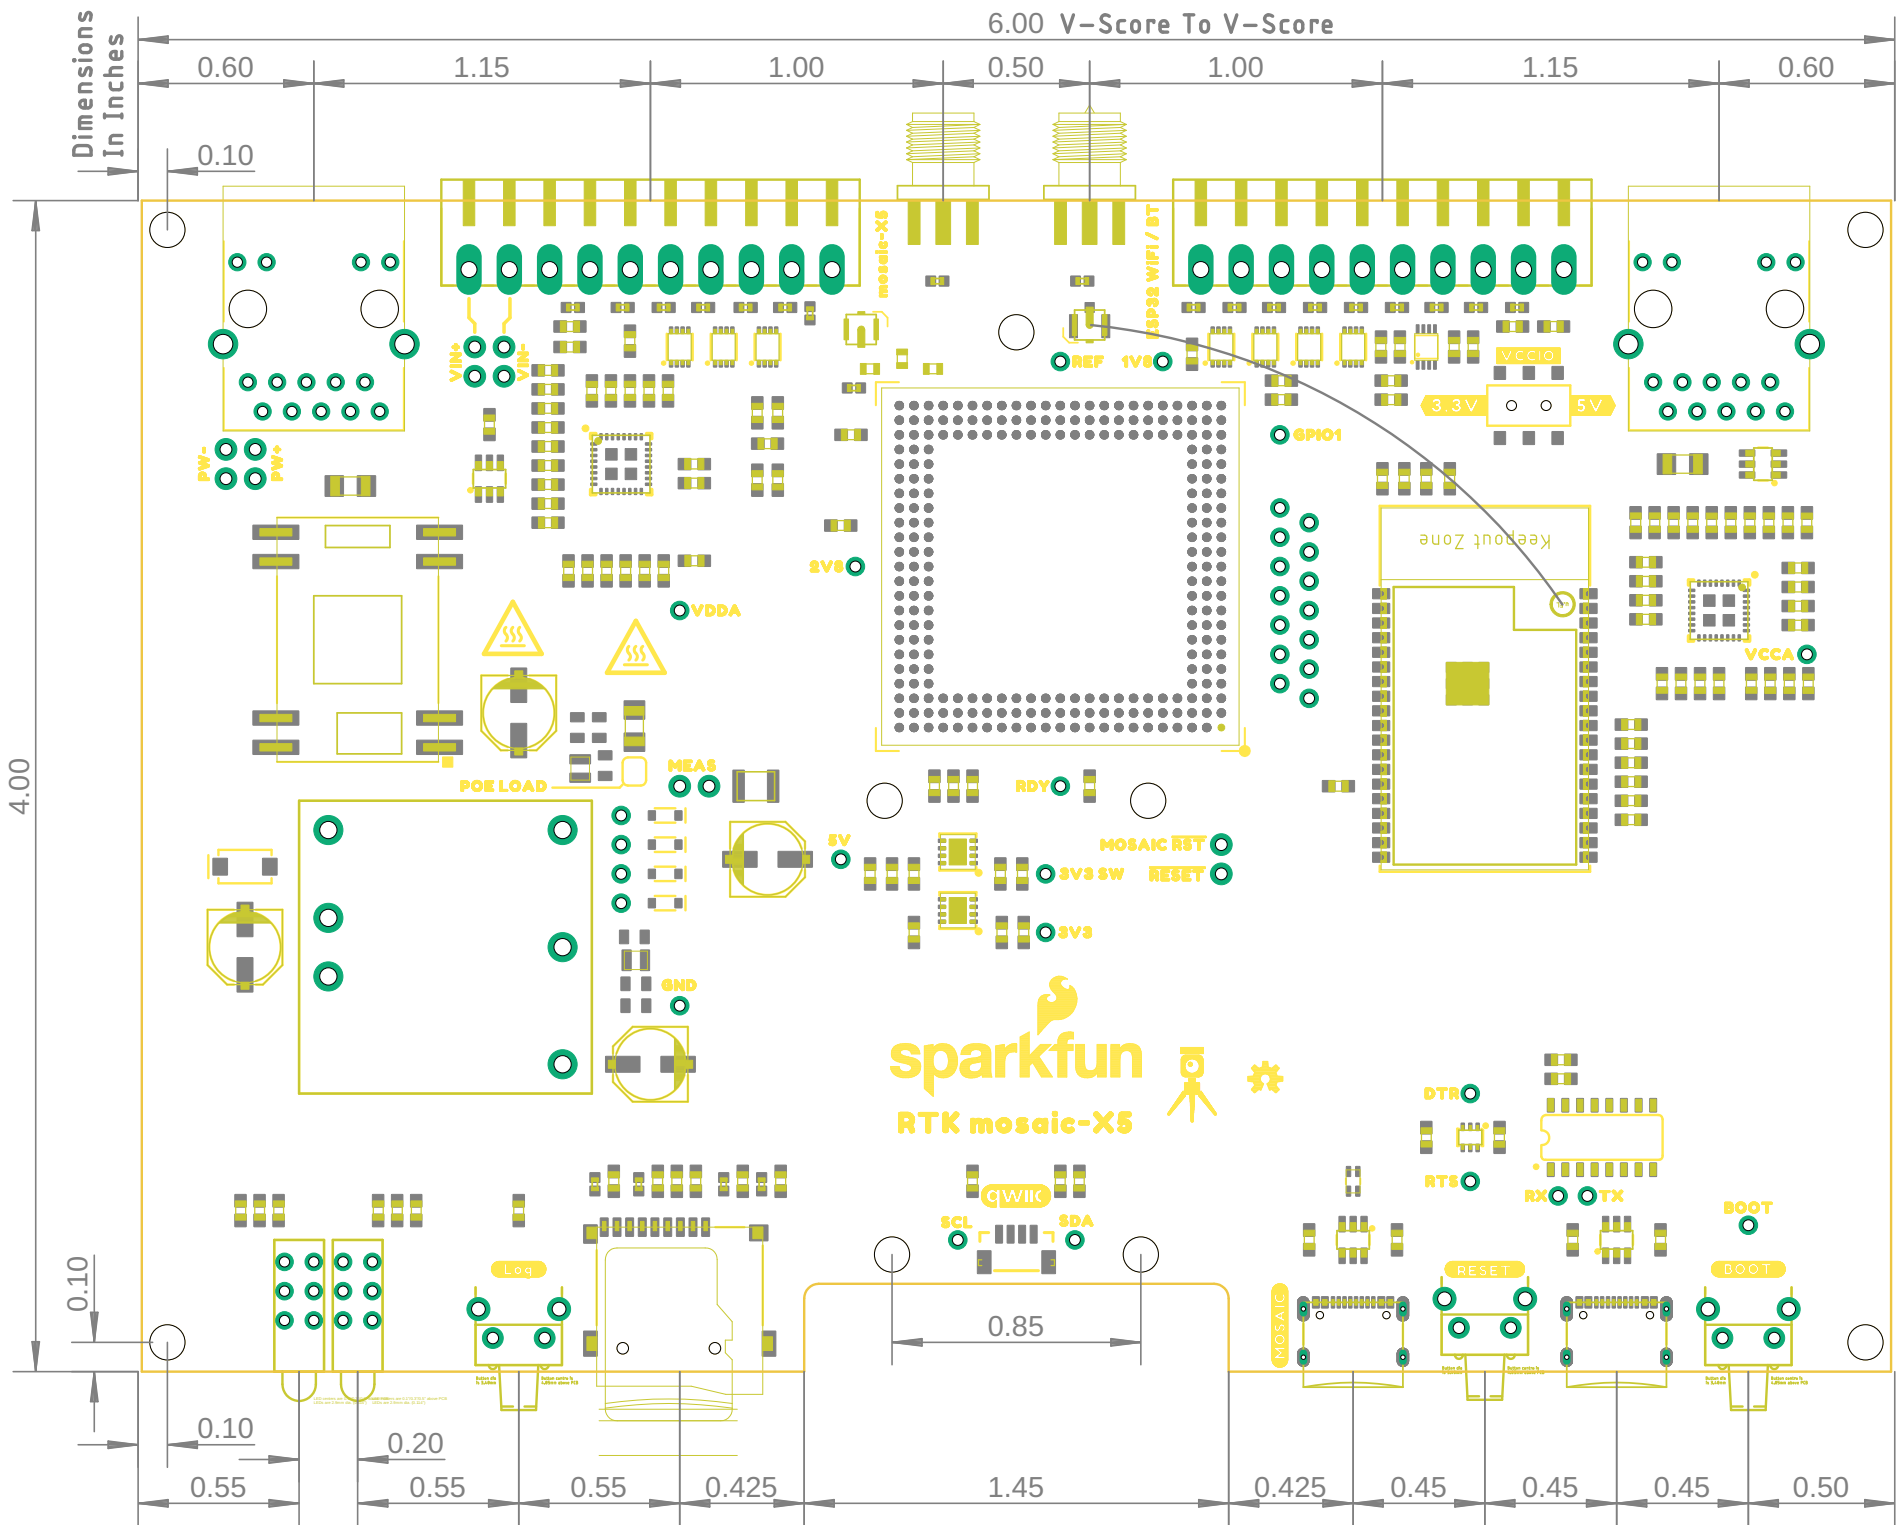 6.00 V-Score To V-Score
Dimensions
In Inches
0.60
1.15
1.00
0.50
1.00
1.15
0.60
0.10
4.00
mosaic-X5
ESP32 WiFi / BT
VIN+
VIN-
REF
1V8
VCCIO
3.3V
5V
GPIO1
PW-
PW+
Keepout Zone
2V8
VDDA
VCCA
MEAS
POE LOAD
RDY
5V
MOSAIC RST
3V3 SW
RESET
3V3
GND
sparkfun
RTK mosaic-X5
DTR
RTS
RX
TX
BOOT
qwiic
SCL
SDA
Log
MOSAIC
RESET
BOOT
0.10
0.85
0.10
0.20
0.55
0.55
0.55
0.425
1.45
0.425
0.45
0.45
0.45
0.50